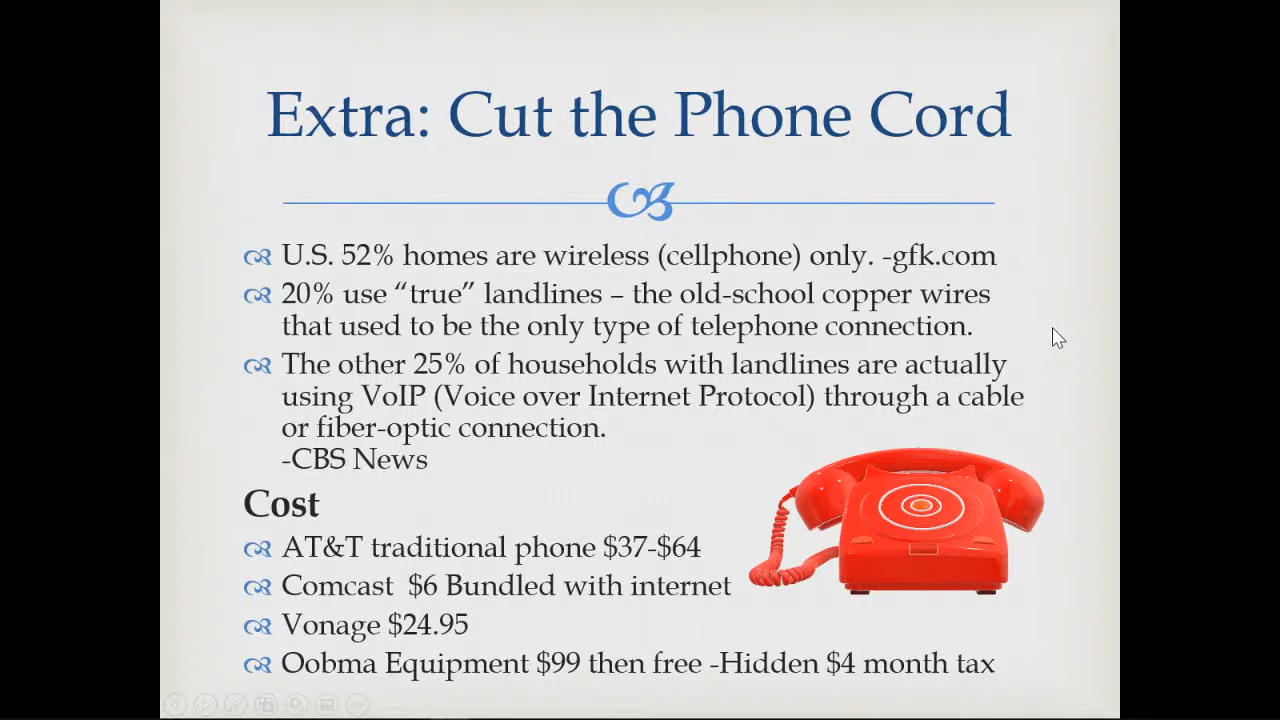 Extra: Cut the Phone Cord
U.S. 52% homes are wireless (cellphone) only. -gfk.com
20% use “true” landlines – the old-school copper wires
that used to be the only type of telephone connection.
The other 25% of households with landlines are actually
using VoIP (Voice over Internet Protocol) through a cable
or fiber-optic connection.
-CBS News
Cost
AT&T traditional phone $37-$64
Comcast  $6 Bundled with internet
Vonage $24.95
Oobma Equipment $99 then free -Hidden $4 month tax